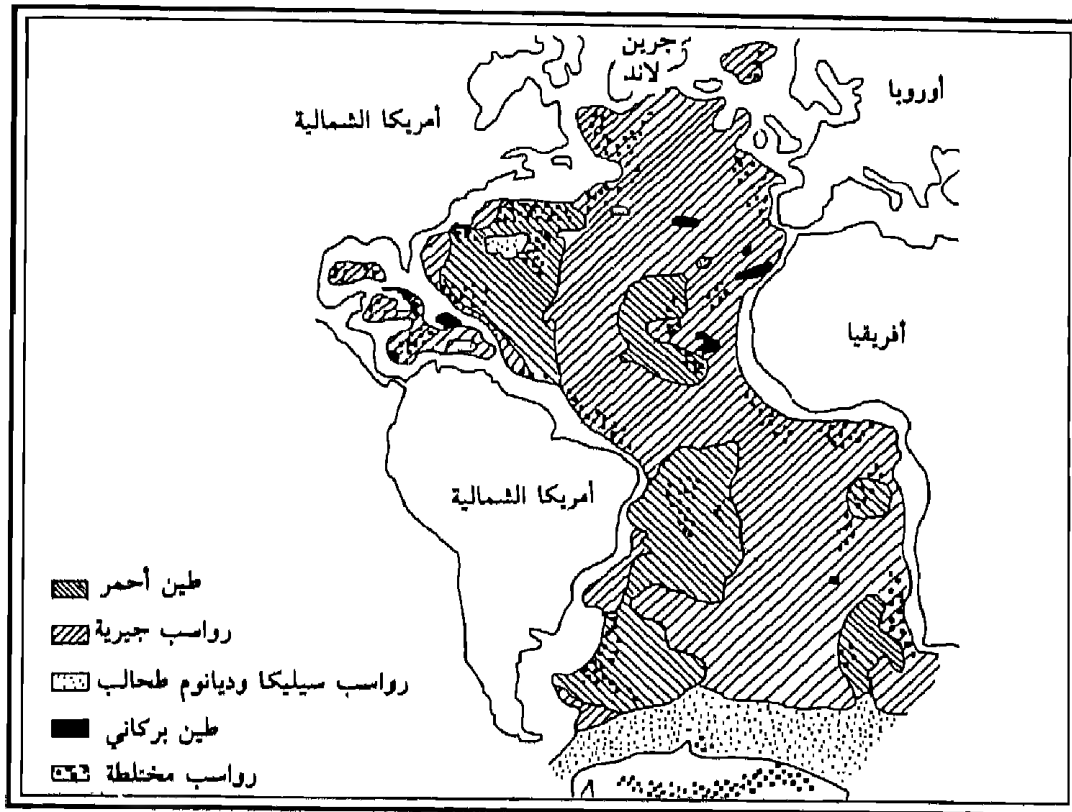 جرين
لاند
أوروبا
أمريكا الشمالية
أفريقيا
أمريكا الشمالية
طين أحمر
رواسب جيرية
رواسب سيليكا وديانوم طحالب
طين بركاني
رواسب مختلطة